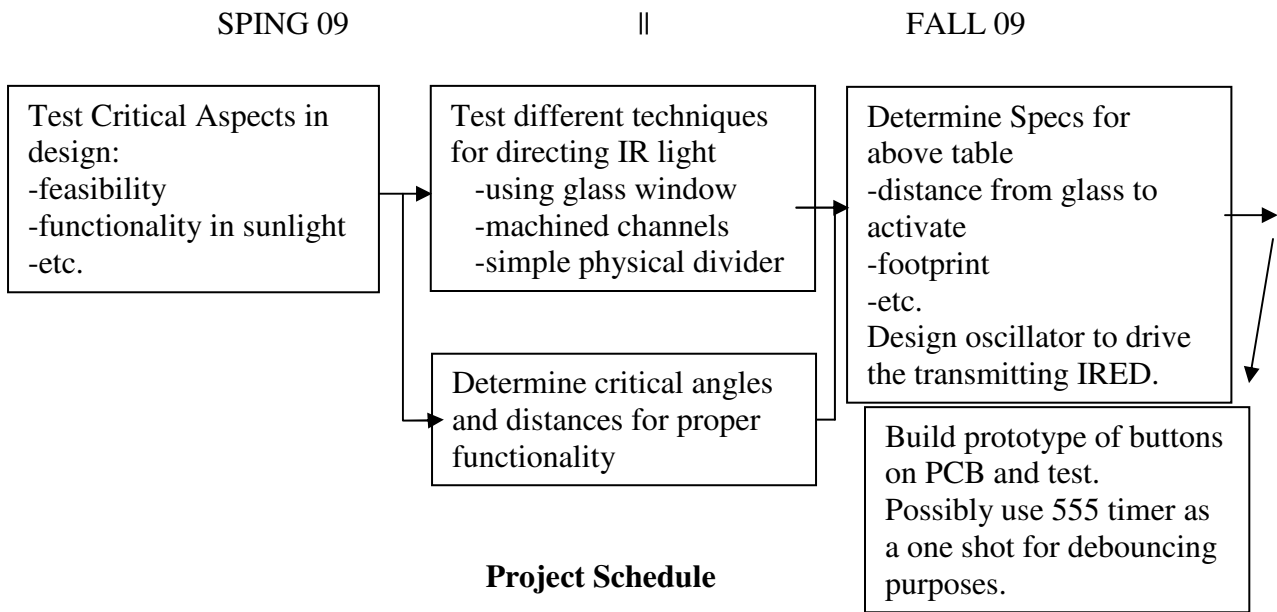 SPING 09 || FALL 09
Test Critical Aspects in
design:
-feasibility
-functionality in sunlight
-etc.
Test different techniques
for directing IR light
-using glass window
-machined channels
-simple physical divider
Determine critical angles
and distances for proper
functionality
Determine Specs for
above table
-distance from glass to
activate
-footprint
-etc.
Design oscillator to drive
the transmitting IRED.
Build prototype of buttons
on PCB and test.
Possibly use 555 timer as
a one shot for debouncing
purposes.
Project Schedule